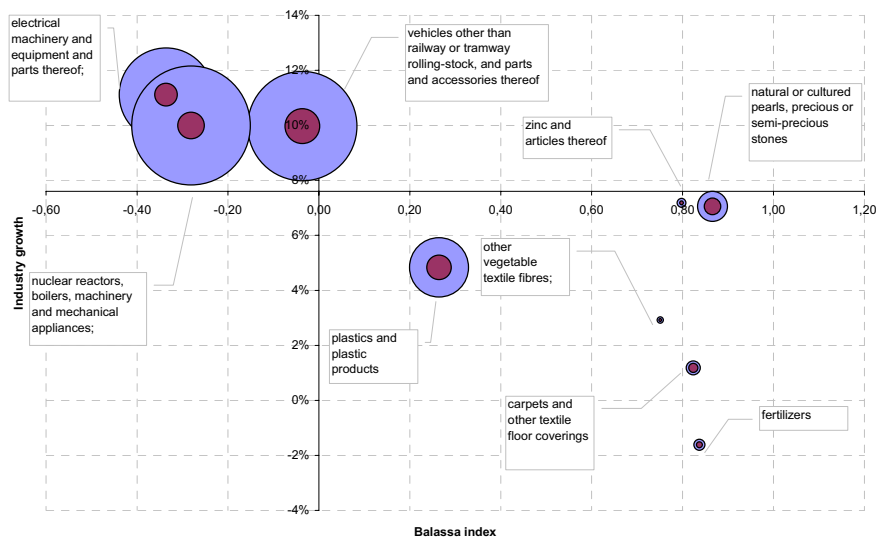 electrical
machinery and
equipment and
parts thereof;
vehicles other than
railway or tramway
rolling-stock, and parts
and accessories thereof
zinc and
articles thereof
natural or cultured
pearls, precious or
semi-precious
stones
14%
12%
10%
8%
6%
4%
2%
0%
-2%
-4%
-0,60
-0,40
-0,20
0,00
0,20
0,40
0,60
0,80
1,00
1,20
Industry growth
nuclear reactors,
boilers, machinery
and mechanical
appliances;
other
vegetable
textile fibres;
plastics and
plastic
products
carpets and
other textile
floor coverings
fertilizers
Balassa index